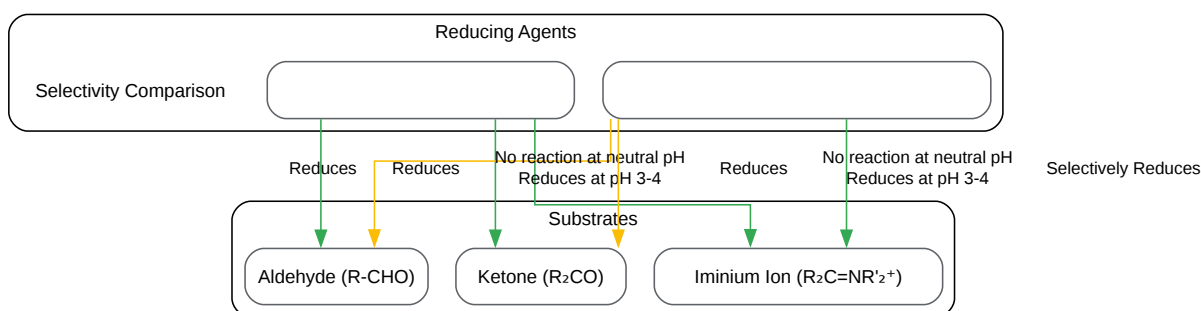 Reducing Agents
Selectivity Comparison
Reduces
Reduces
No reaction at neutral pH
Reduces at pH 3-4
Reduces
No reaction at neutral pH
Reduces at pH 3-4
Selectively Reduces
Substrates
Aldehyde (R-CHO)
Ketone (R₂CO)
Iminium Ion (R₂C=NR'₂⁺)